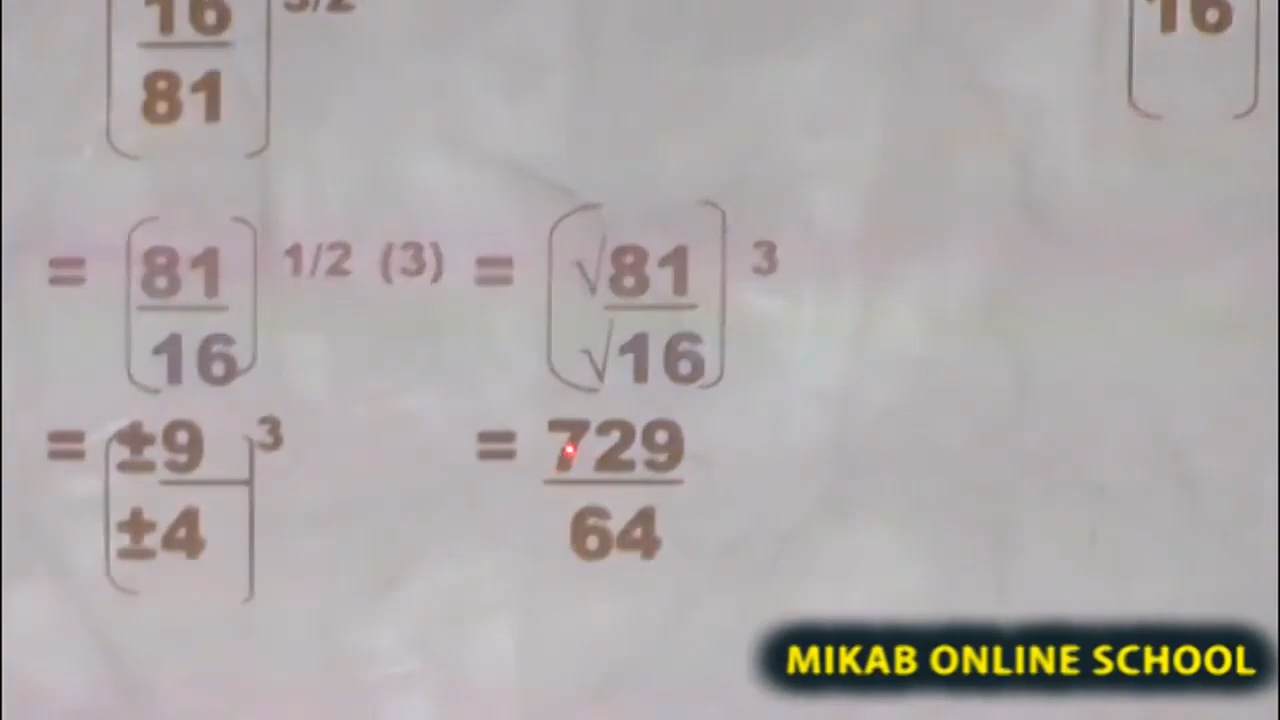 16 3/2 16
81
= 81 1/2 (3) = √81 3
16 √16
= ±9 3 = 729
±4 64
MIKAB ONLINE SCHOOL